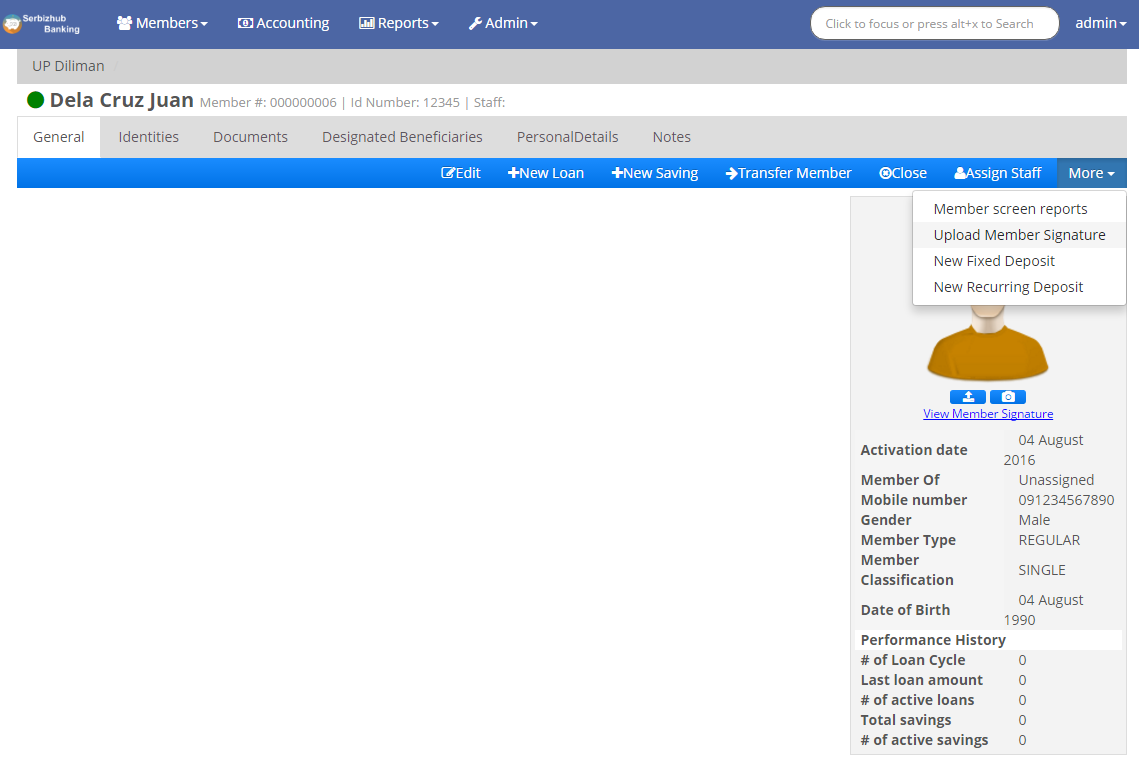 Serbizhub
Banking
Members
Accounting
Reports
Admin
Click to focus or press alt+x to Search
admin
UP Diliman
Dela Cruz Juan Member #: 000000006 | Id Number: 12345 | Staff:
General Identities Documents Designated Beneficiaries PersonalDetails Notes
Edit New Loan New Saving Transfer Member Close Assign Staff More
Member screen reports
Upload Member Signature
New Fixed Deposit
New Recurring Deposit
View Member Signature
Activation date 04 August
2016
Member Of Unassigned
Mobile number 091234567890
Gender Male
Member Type REGULAR
Member
Classification SINGLE
Date of Birth 04 August
1990
Performance History
# of Loan Cycle 0
Last loan amount 0
# of active loans 0
Total savings 0
# of active savings 0